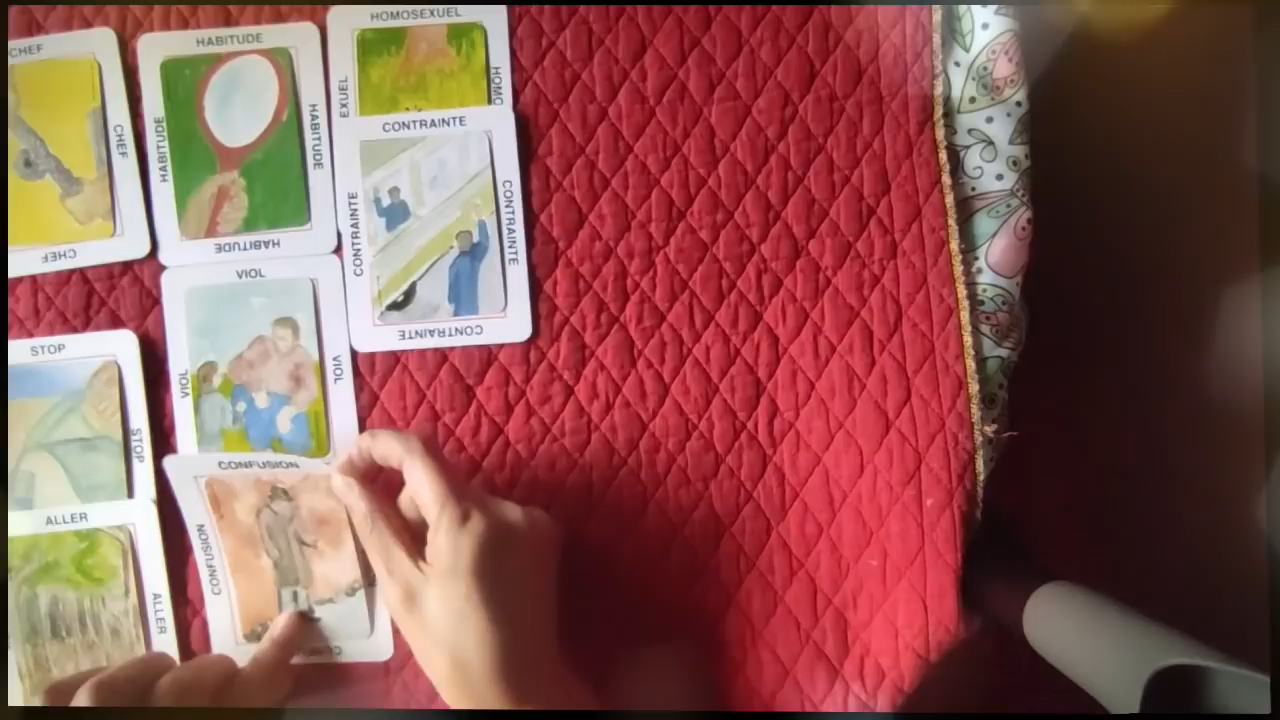 CHEF
CHEF
CHEF
HABITUDE
HABITUDE
HABITUDE
HABITUDE
HOMOSEXUEL
EXUEL
HOMO
CONTRAINTE
CONTRAINTE
CONTRAINTE
CONTRAINTE
VIOL
VIOL
VIOL
STOP
STOP
CONFUSION
CONFUSION
ALLER
ALLER